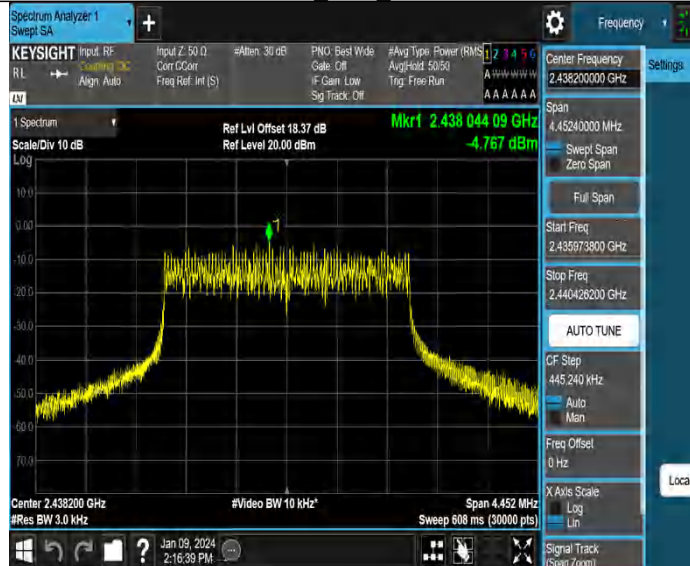 Spectrum Analyzer 1
Swept SA
+
Frequency
KEYSIGHT
Input: RF
Coupling: DC
Align: Auto
RL
Input Z: 50 Ω
Corr CCorr
Freq Ref: Int (S)
#Atten: 30 dB
PNO: Best Wide
Gate: Off
IF Gain: Low
Sig Track: Off
#Avg Type: Power (RMS
Avg|Hold: 50/50
Trig: Free Run
1 2 3 4 5 6
A W W W W W
A A A A A A
LV
1 Spectrum
Scale/Div 10 dB
Ref Lvl Offset 18.37 dB
Ref Level 20.00 dBm
Mkr1 2.438 044 09 GHz
-4.767 dBm
Log
10.0
0.00
-10.0
-20.0
-30.0
-40.0
-50.0
-60.0
-70.0
1
Center 2.438200 GHz
#Res BW 3.0 kHz
#Video BW 10 kHz*
Span 4.452 MHz
Sweep 608 ms (30000 pts)
?
Jan 09, 2024
2:16:39 PM
Center Frequency
2.438200000 GHz
Settings
Span
4.45240000 MHz
Swept Span
Zero Span
Full Span
Start Freq
2.435973800 GHz
Stop Freq
2.440426200 GHz
AUTO TUNE
CF Step
445.240 kHz
Auto
Man
Freq Offset
0 Hz
X Axis Scale
Log
Lin
Loca
Signal Track
(Span Zoom)